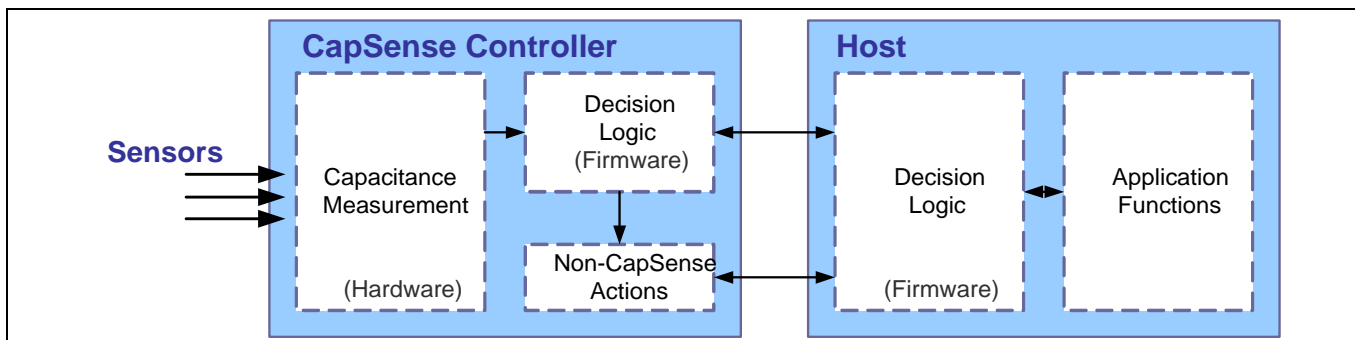 CapSense Controller
Host
Sensors
Capacitance
Measurement
(Hardware)
Decision
Logic
(Firmware)
Non-CapSense
Actions
Decision
Logic
(Firmware)
Application
Functions